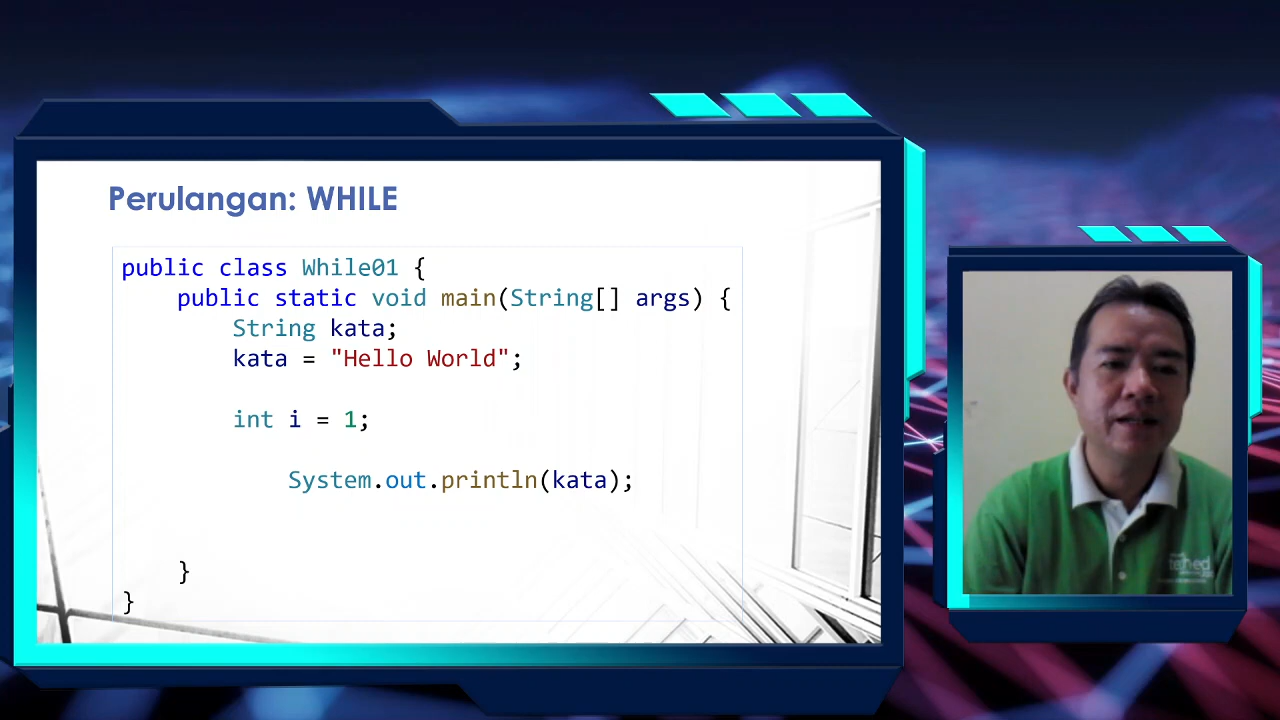 Perulangan: WHILE
public class While01 {
    public static void main(String[] args) {
        String kata;
        kata = "Hello World";
        int i = 1;
            System.out.println(kata);
    }
}